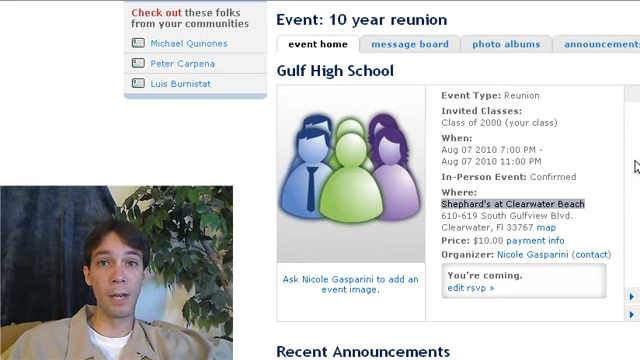 Check out these folks
from your communities
Michael Quinones
Peter Carpena
Luis Burnistat
Event: 10 year reunion
event home
message board
photo albums
announcements
Gulf High School
Ask Nicole Gasparini to add an
event image.
Event Type: Reunion
Invited Classes:
Class of 2000 (your class)
When:
Aug 07 2010 7:00 PM -
Aug 07 2010 11:00 PM
In-Person Event: Confirmed
Where:
Shephard's at Clearwater Beach
610-619 South Gulfview Blvd.
Clearwater, Fl 33767 map
Price: $10.00 payment info
Organizer: Nicole Gasparini (contact)
You're coming.
edit rsvp »
Recent Announcements